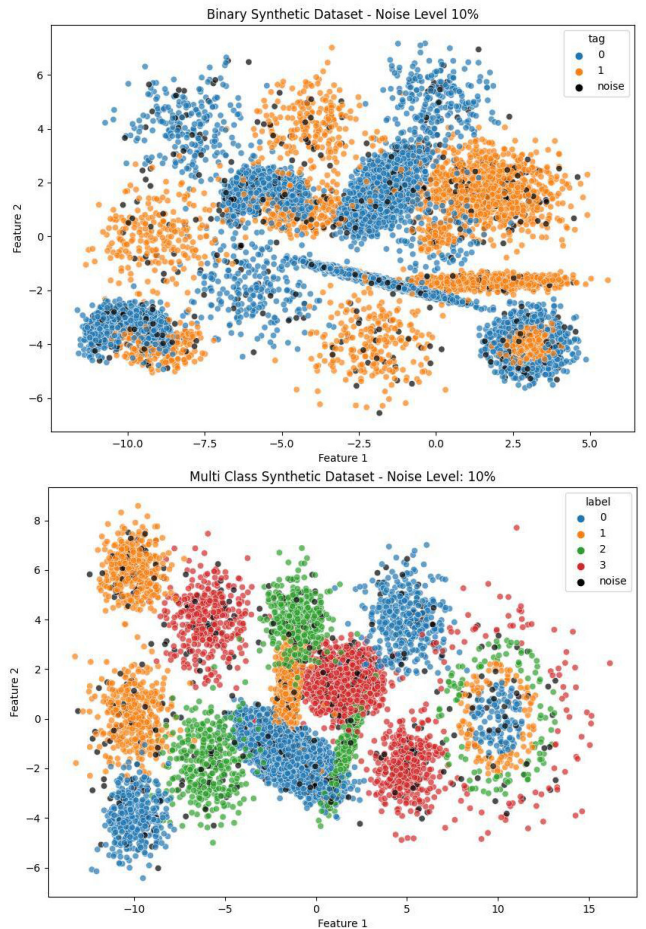 Binary Synthetic Dataset - Noise Level 10%
tag
0
1
noise
6
4
2
0
−2
−4
−6
Feature 2
−10.0 −7.5 −5.0 −2.5 0.0 2.5 5.0
Feature 1
Multi Class Synthetic Dataset - Noise Level: 10%
label
0
1
2
3
noise
8
6
4
2
0
−2
−4
−6
Feature 2
−10 −5 0 5 10 15
Feature 1